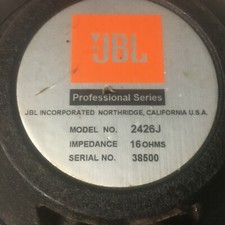 JBL
Professional Series
JBL INCORPORATED NORTHRIDGE, CALIFORNIA U.S.A.
MODEL NO. 2426J
IMPEDANCE 16 OHMS
SERIAL NO. 38500